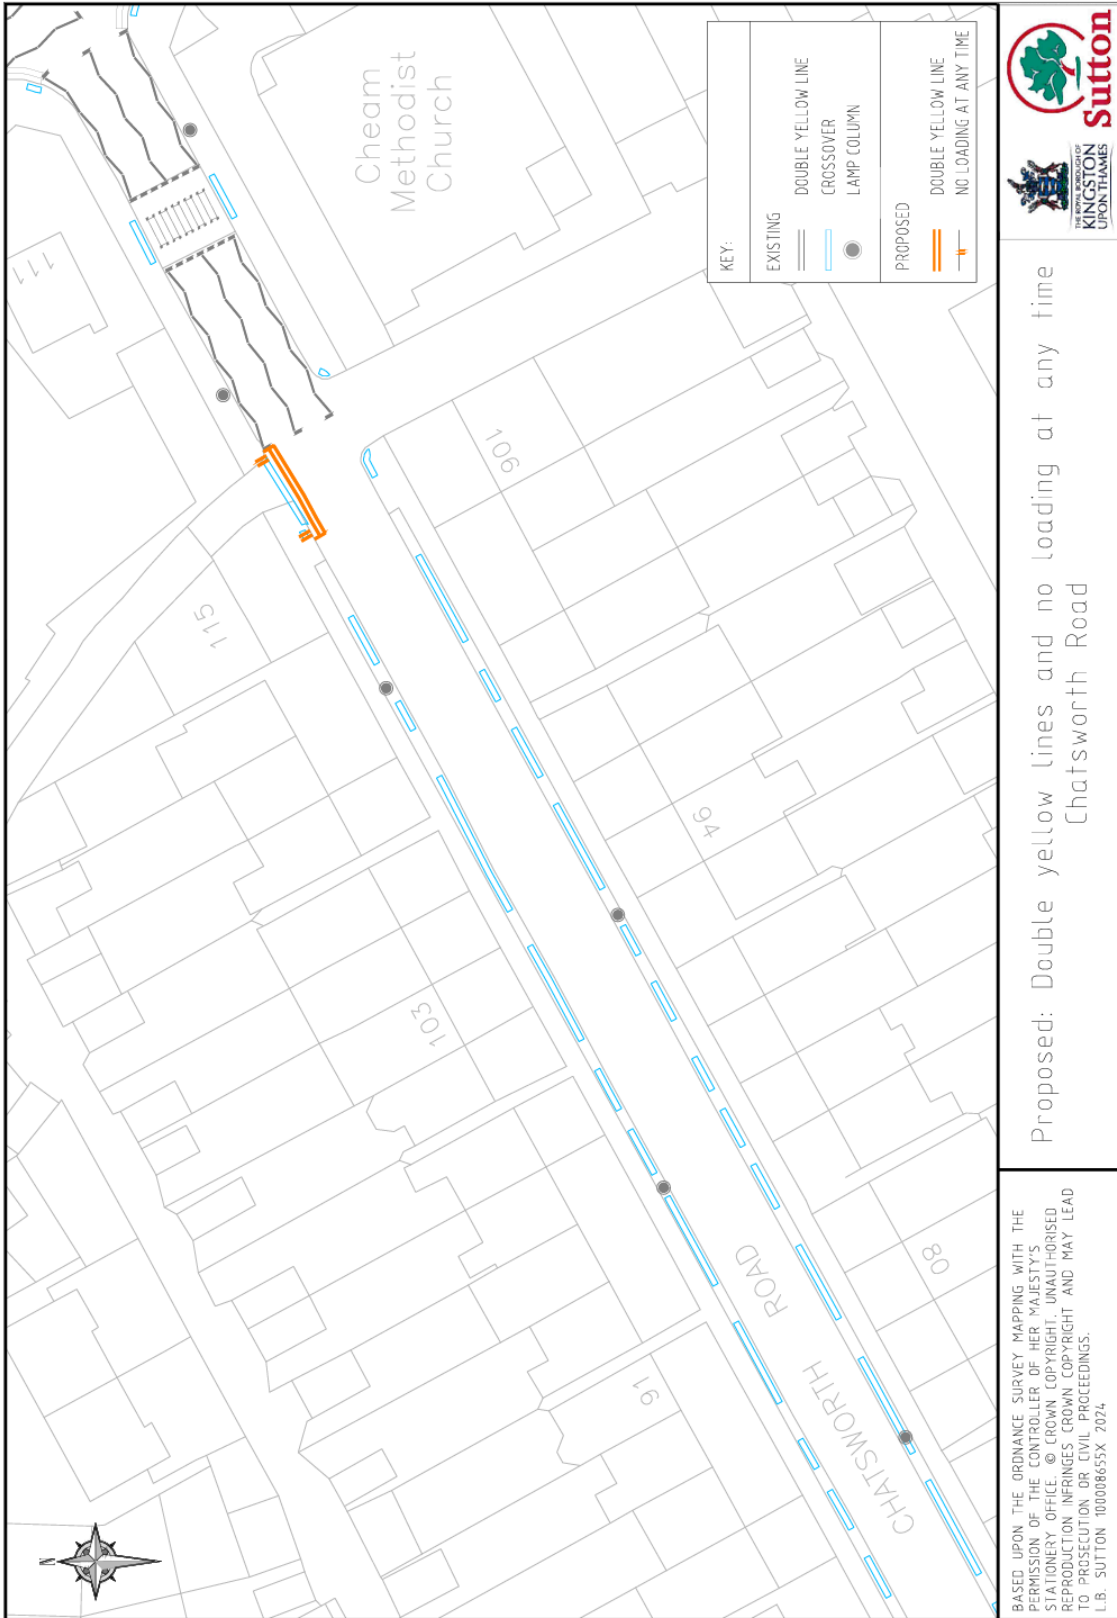 Cheam
Methodist
Church
111
106
115
94
103
80
91
CHATSWORTH ROAD
N
KEY:
EXISTING
DOUBLE YELLOW LINE
CROSSOVER
LAMP COLUMN
PROPOSED
DOUBLE YELLOW LINE
NO LOADING AT ANY TIME
BASED UPON THE ORDNANCE SURVEY MAPPING WITH THE
PERMISSION OF THE CONTROLLER OF HER MAJESTY'S
STATIONERY OFFICE. © CROWN COPYRIGHT. UNAUTHORISED
REPRODUCTION INFRINGES CROWN COPYRIGHT AND MAY LEAD
TO PROSECUTION OR CIVIL PROCEEDINGS.
L.B. SUTTON 100008655X 2024
Proposed: Double yellow lines and no loading at any time
Chatsworth Road
THE ROYAL BOROUGH OF
KINGSTON
UPON THAMES
Sutton